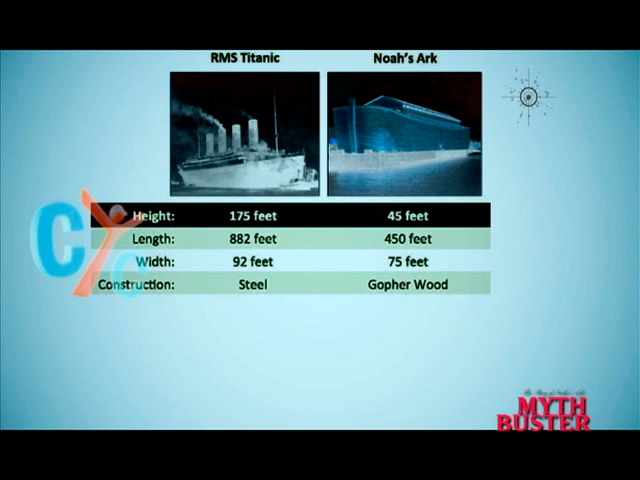 RMS Titanic Noah's Ark
Height: 175 feet 45 feet
Length: 882 feet 450 feet
Width: 92 feet 75 feet
Construction: Steel Gopher Wood
CYC
MYTH
BUSTER